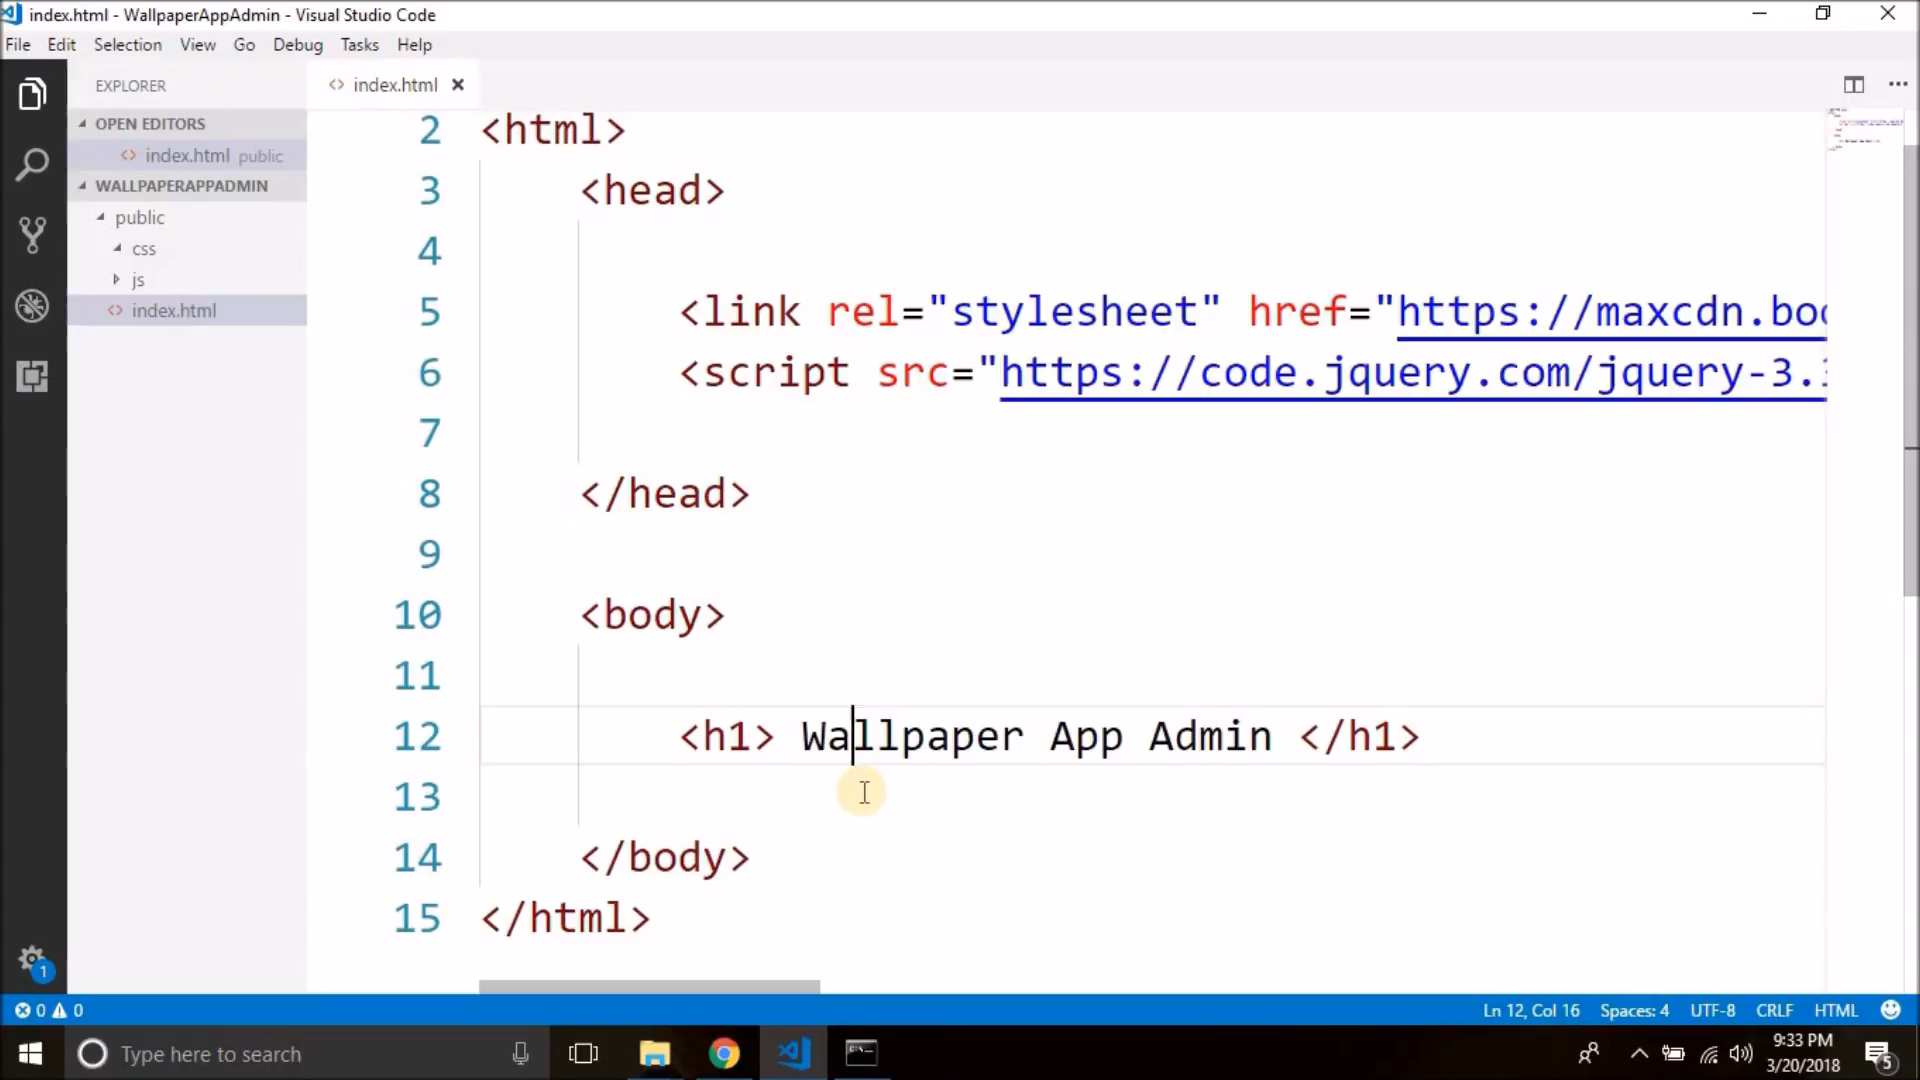 index.html - WallpaperAppAdmin - Visual Studio Code
File Edit Selection View Go Debug Tasks Help
EXPLORER
<> index.html
OPEN EDITORS
<> index.html public
WALLPAPERAPPADMIN
public
css
js
<> index.html
2 <html>
3 <head>
4
5 <link rel="stylesheet" href="https://maxcdn.boo
6 <script src="https://code.jquery.com/jquery-3.
7
8 </head>
9
10 <body>
11
12 <h1> Wallpaper App Admin </h1>
13
14 </body>
15 </html>
1
0 0
Ln 12, Col 16 Spaces: 4 UTF-8 CRLF HTML
Type here to search
9:33 PM
3/20/2018
5